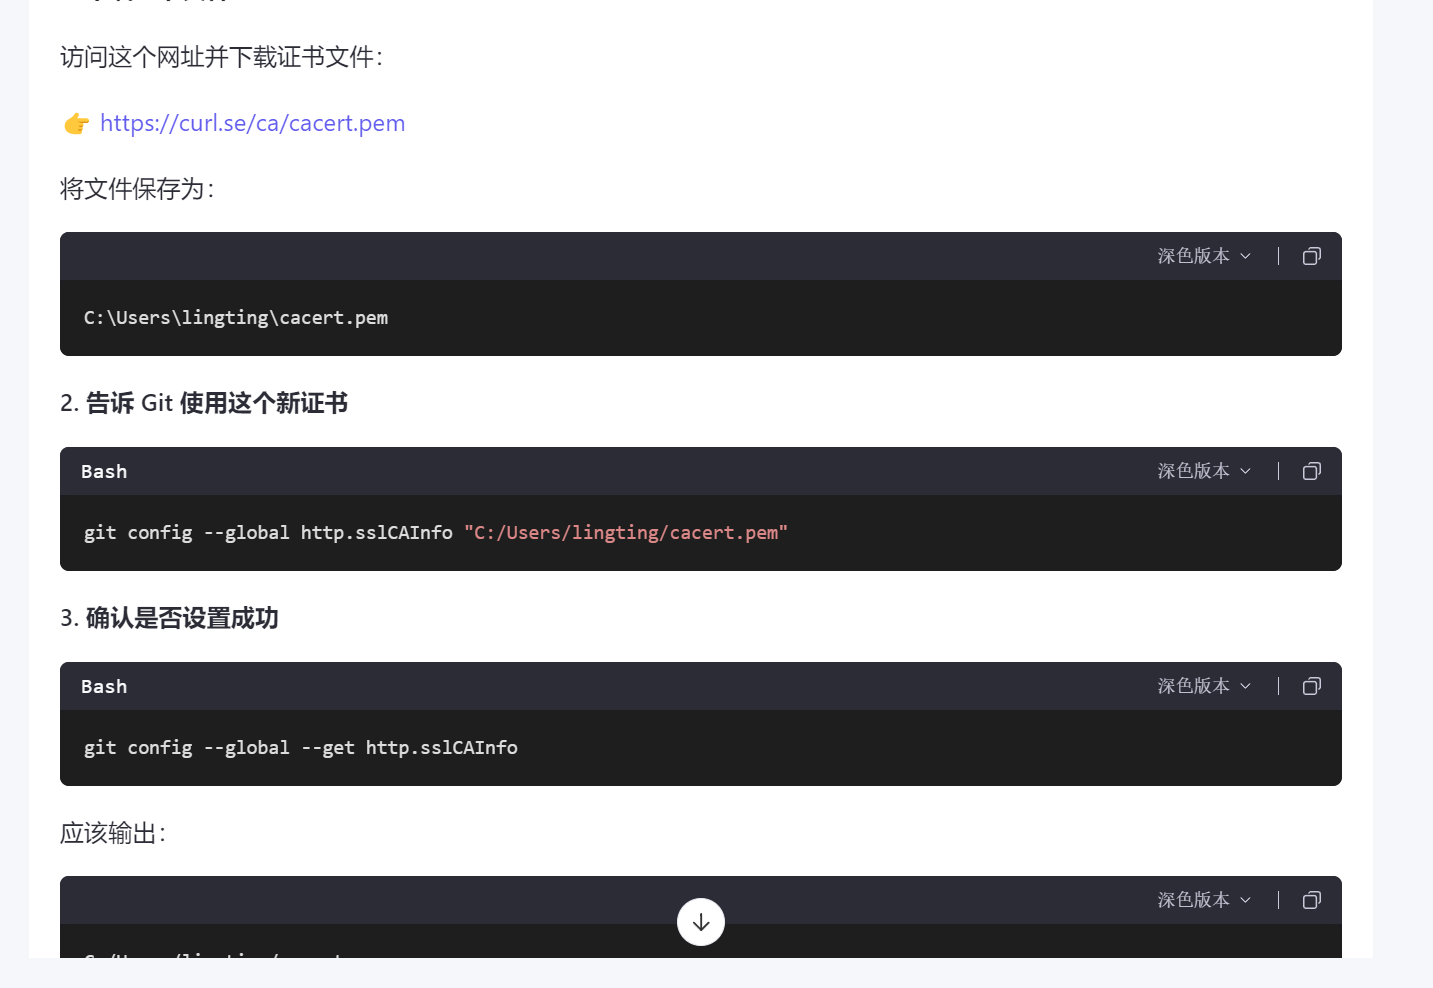 访问这个网址并下载证书文件：
👉 https://curl.se/ca/cacert.pem
将文件保存为：
深色版本
C:\Users\lingting\cacert.pem
2. 告诉 Git 使用这个新证书
Bash
深色版本
git config --global http.sslCAInfo "C:/Users/lingting/cacert.pem"
3. 确认是否设置成功
Bash
深色版本
git config --global --get http.sslCAInfo
应该输出：
深色版本